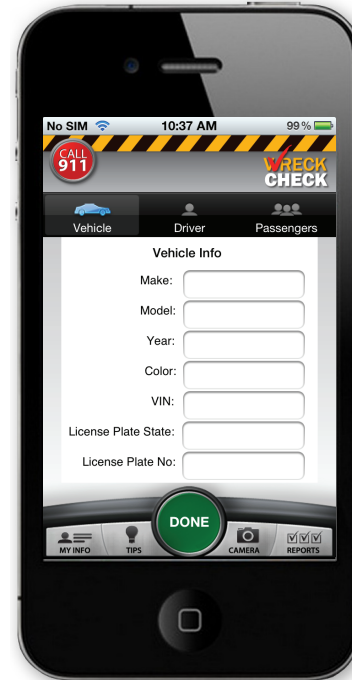 No SIM 10:37 AM 99%
CALL
911
WRECK
CHECK
Vehicle Driver Passengers
Vehicle Info
Make:
Model:
Year:
Color:
VIN:
License Plate State:
License Plate No:
DONE
MY INFO TIPS CAMERA REPORTS